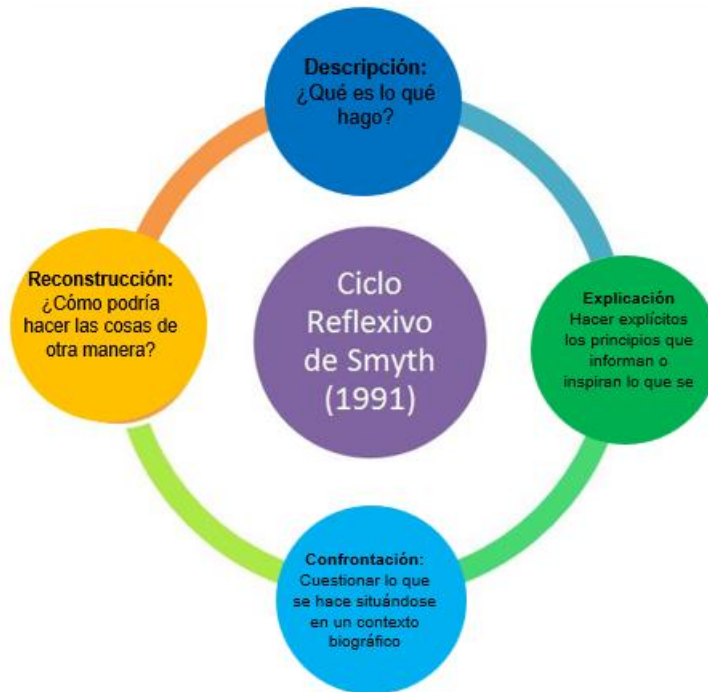 Descripción:
¿Qué es lo qué
hago?
Explicación
Hacer explícitos
los principios que
informan o
inspiran lo que se
Confrontación:
Cuestionar lo que
se hace situándose
en un contexto
biográfico
Reconstrucción:
¿Cómo podría
hacer las cosas de
otra manera?
Ciclo
Reflexivo
de Smyth
(1991)